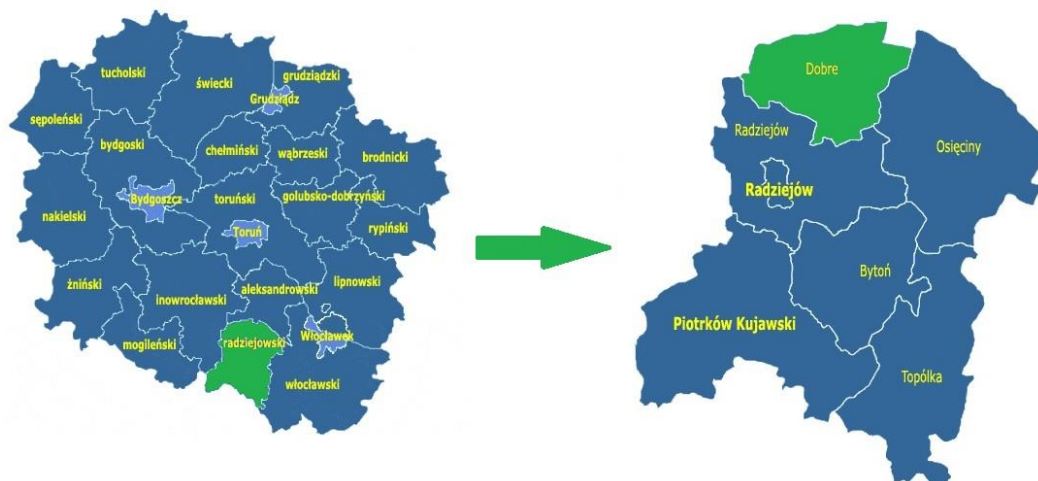 tucholski
świecki
grudziądzki
Grudziądz
sępoleński
bydgoski
chełmiński
wąbrzeski
brodnicki
Bydgoszcz
toruński
golubsko-dobrzyński
nakielski
Toruń
rypiński
żniński
inowrocławski
aleksandrowski
lipnowski
mogileński
radziejowski
Włocławek
włocławski
Dobre
Radziejów
Osięciny
Radziejów
Bytoń
Piotrków Kujawski
Topólka